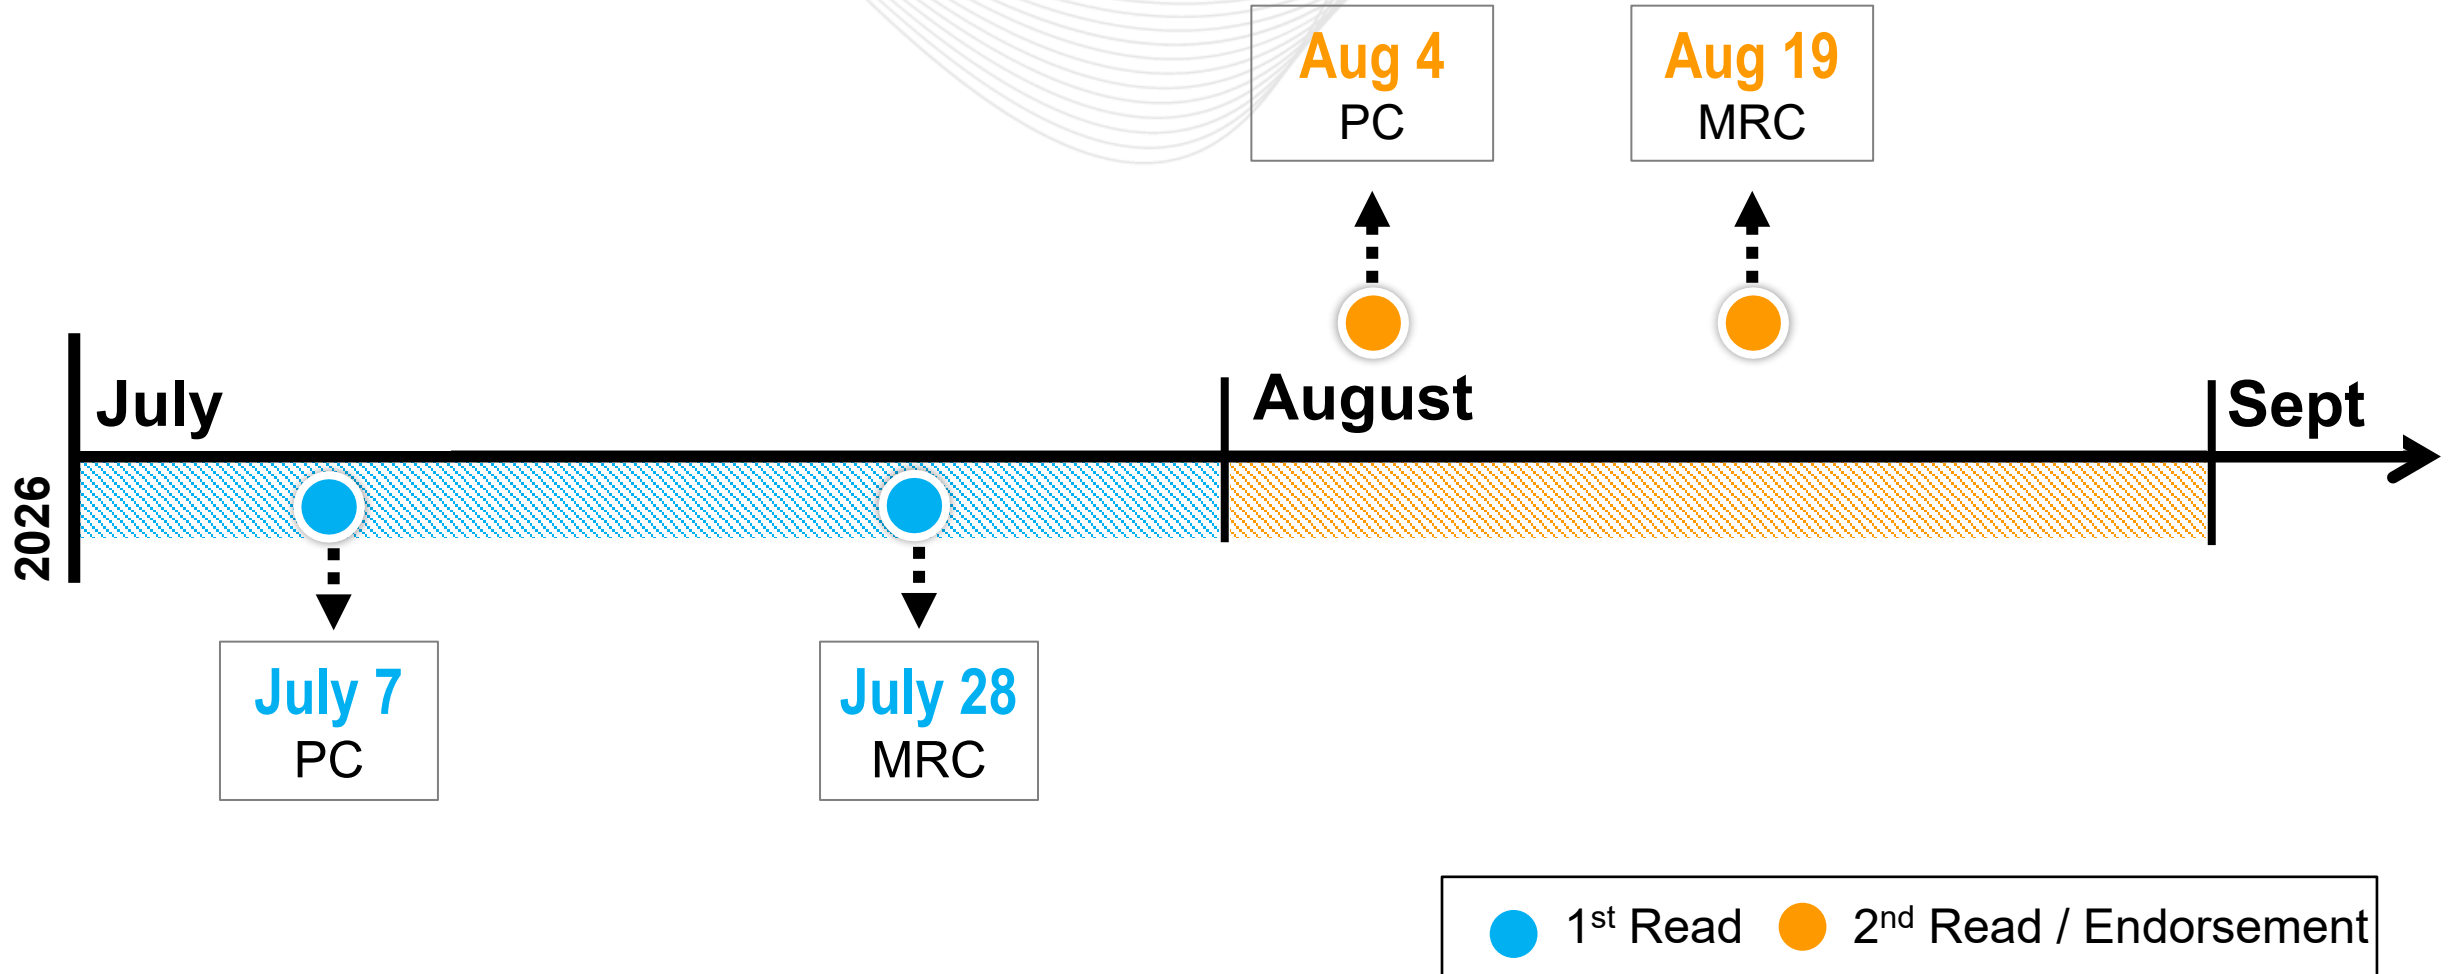 Aug 4
PC
Aug 19
MRC
July
August
Sept
2026
July 7
PC
July 28
MRC
1st Read
2nd Read / Endorsement